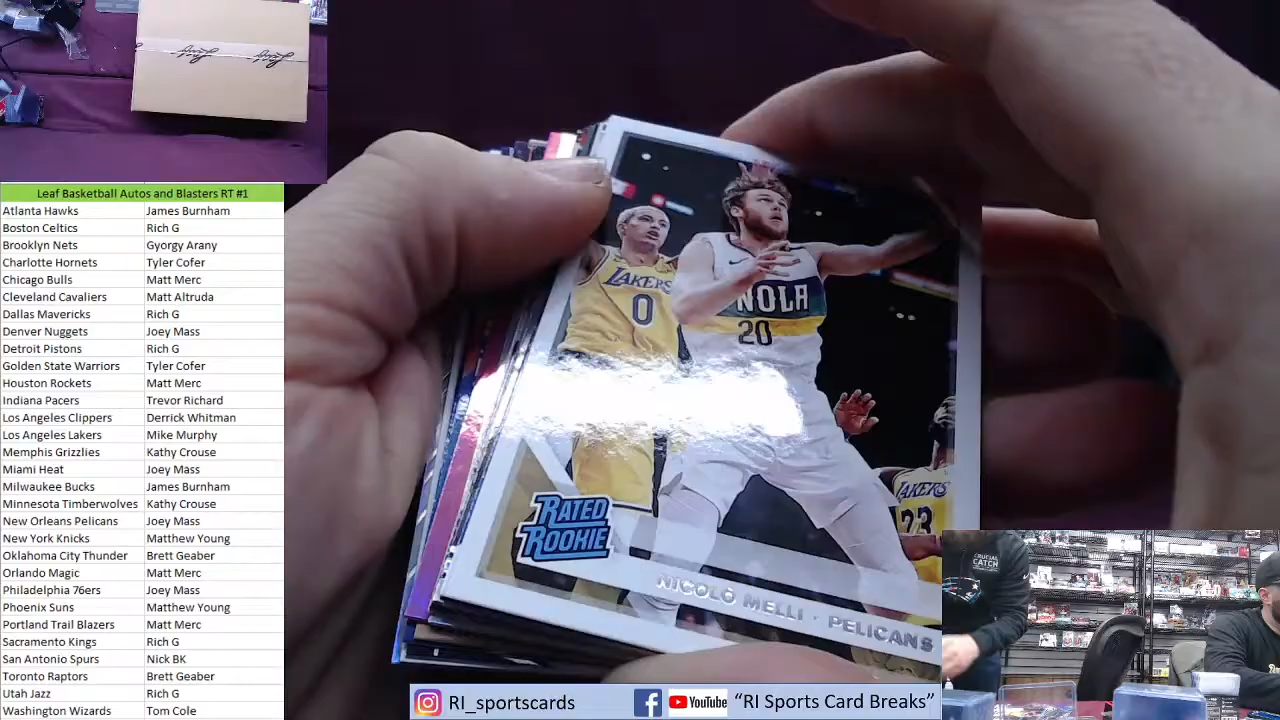 Leaf Basketball Autos and Blasters RT #1
Atlanta Hawks James Burnham
Boston Celtics Rich G
Brooklyn Nets Gyorgy Arany
Charlotte Hornets Tyler Cofer
Chicago Bulls Matt Merc
Cleveland Cavaliers Matt Altruda
Dallas Mavericks Rich G
Denver Nuggets Joey Mass
Detroit Pistons Rich G
Golden State Warriors Tyler Cofer
Houston Rockets Matt Merc
Indiana Pacers Trevor Richard
Los Angeles Clippers Derrick Whitman
Los Angeles Lakers Mike Murphy
Memphis Grizzlies Kathy Crouse
Miami Heat Joey Mass
Milwaukee Bucks James Burnham
Minnesota Timberwolves Kathy Crouse
New Orleans Pelicans Joey Mass
New York Knicks Matthew Young
Oklahoma City Thunder Brett Geaber
Orlando Magic Matt Merc
Philadelphia 76ers Joey Mass
Phoenix Suns Matthew Young
Portland Trail Blazers Matt Merc
Sacramento Kings Rich G
San Antonio Spurs Nick BK
Toronto Raptors Brett Geaber
Utah Jazz Rich G
Washington Wizards Tom Cole
LAKERS
0
NOLA
20
LAKERS
23
RATED
ROOKIE
NICOLÒ MELLI · PELICANS
CRUCIAL
CATCH
RI_sportscards
YouTube
"RI Sports Card Breaks"